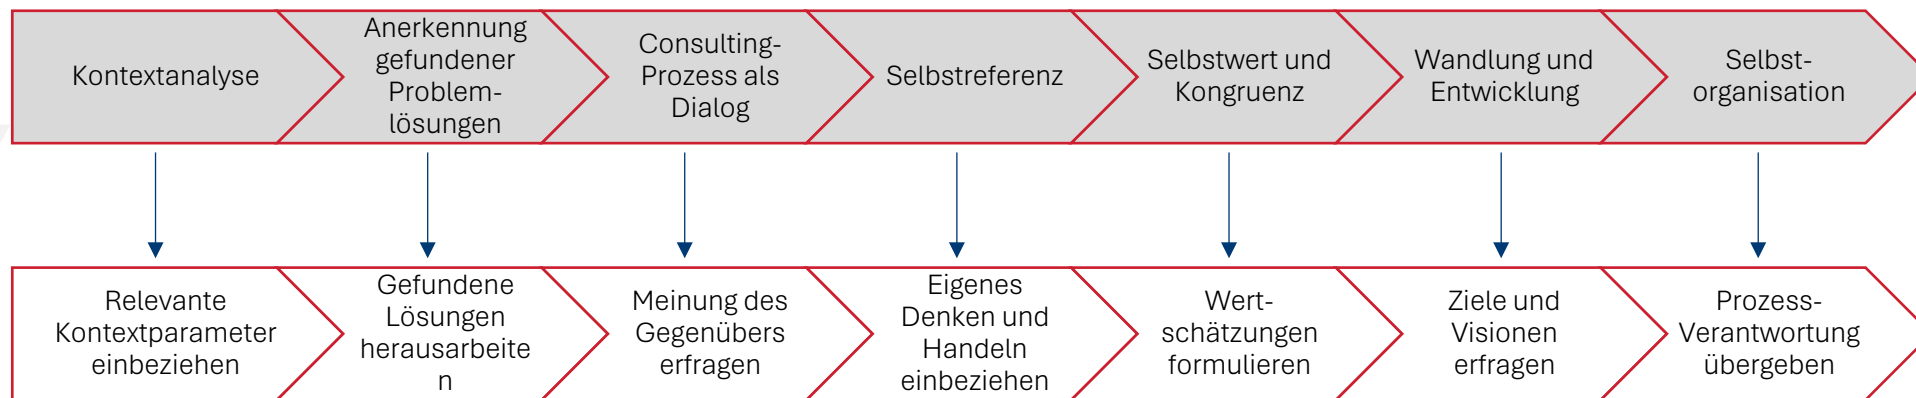 Kontextanalyse
Anerkennung
gefundener
Problem-
lösungen
Consulting-
Prozess als
Dialog
Selbstreferenz
Selbstwert und
Kongruenz
Wandlung und
Entwicklung
Selbst-
organisation
Relevante
Kontextparameter
einbeziehen
Gefundene
Lösungen
herausarbeite
n
Meinung des
Gegenübers
erfragen
Eigenes
Denken und
Handeln
einbeziehen
Wert-
schätzungen
formulieren
Ziele und
Visionen
erfragen
Prozess-
Verantwortung
übergeben